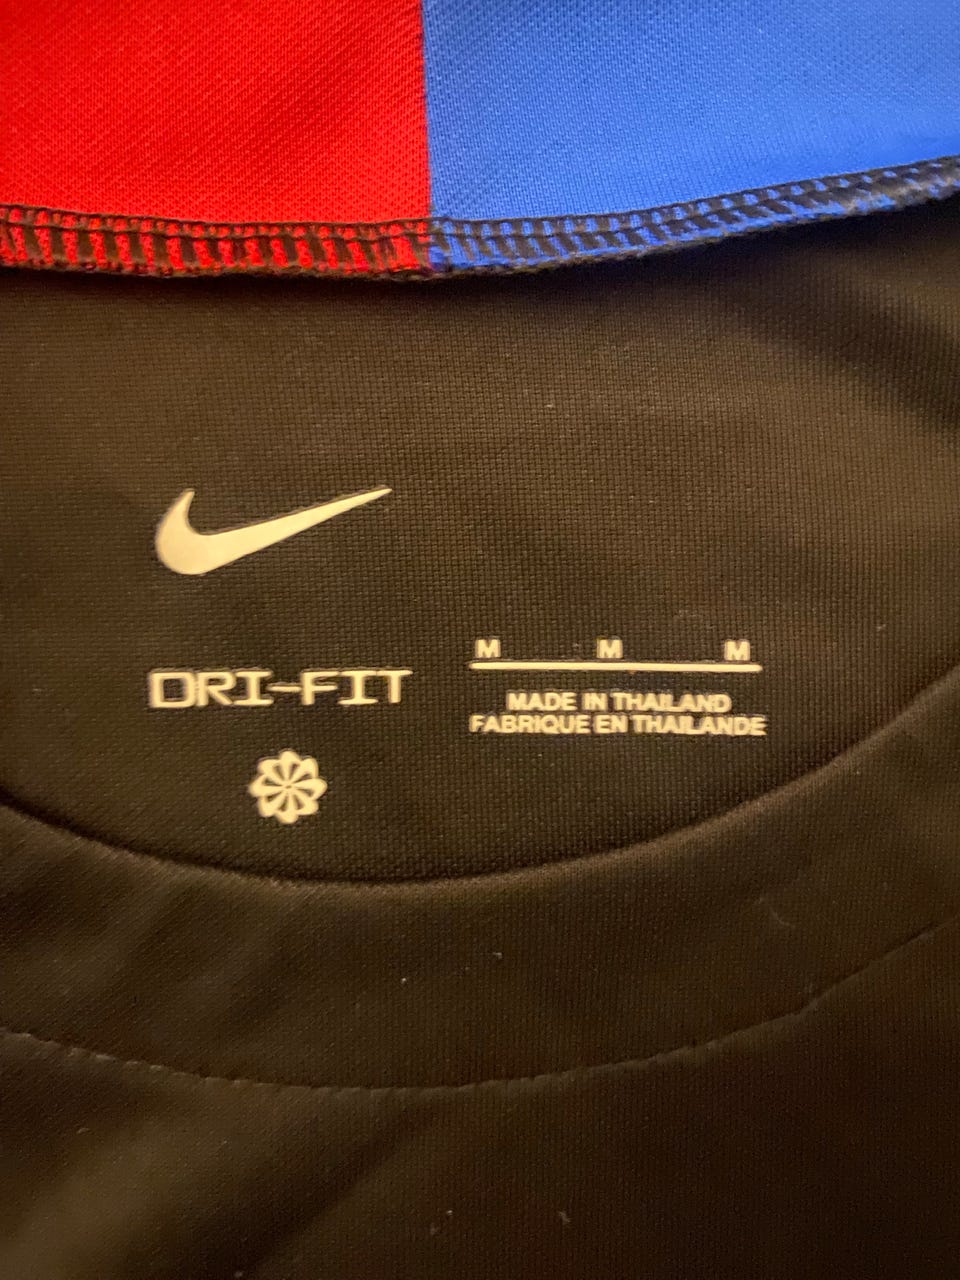 DRI-FIT
M M M
MADE IN THAILAND
FABRIQUE EN THAILANDE